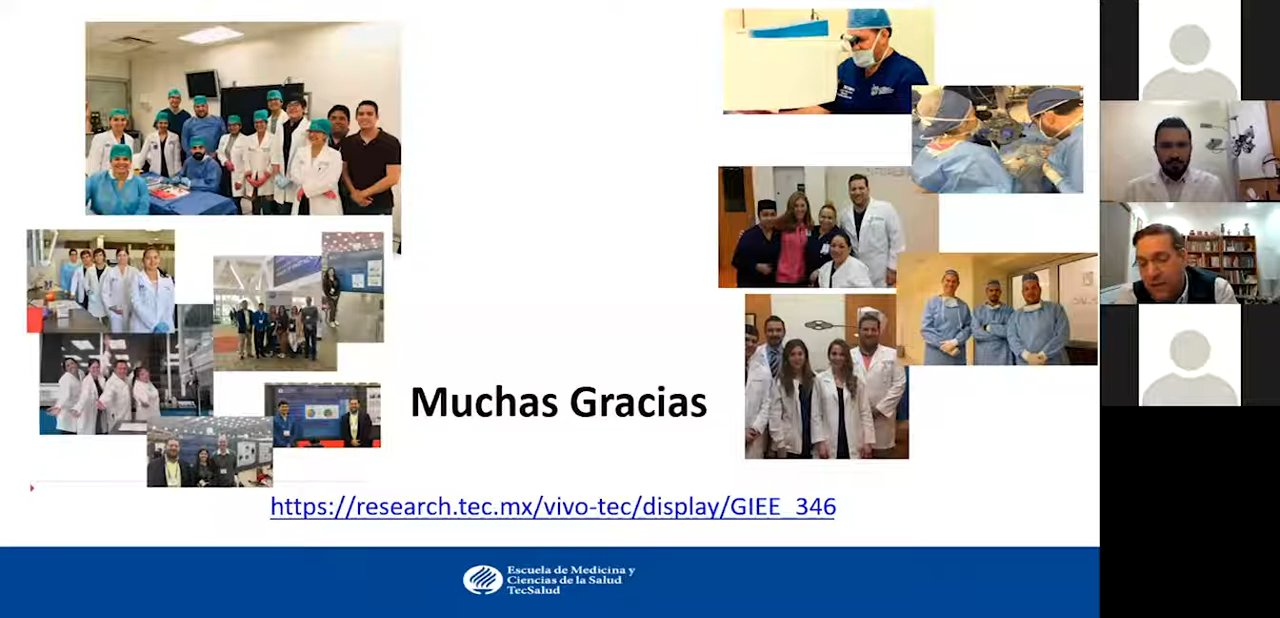 Muchas Gracias
https://research.tec.mx/vivo-tec/display/GIEE_346
Escuela de Medicina y
Ciencias de la Salud
TecSalud